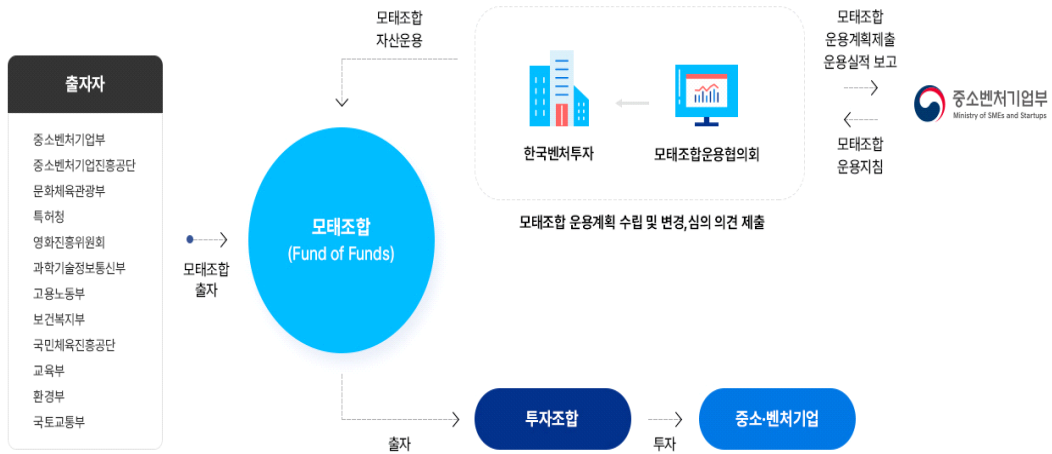 출자자
중소벤처기업부
중소벤처기업진흥공단
문화체육관광부
특허청
영화진흥위원회
과학기술정보통신부
고용노동부
보건복지부
국민체육진흥공단
교육부
환경부
국토교통부
모태조합
출자
모태조합
(Fund of Funds)
모태조합
자산운용
한국벤처투자
모태조합운용협의회
모태조합 운용계획 수립 및 변경, 심의 의견 제출
모태조합
운용계획제출
운용실적 보고
모태조합
운용지침
중소벤처기업부
Ministry of SMEs and Startups
출자
투자조합
투자
중소·벤처기업